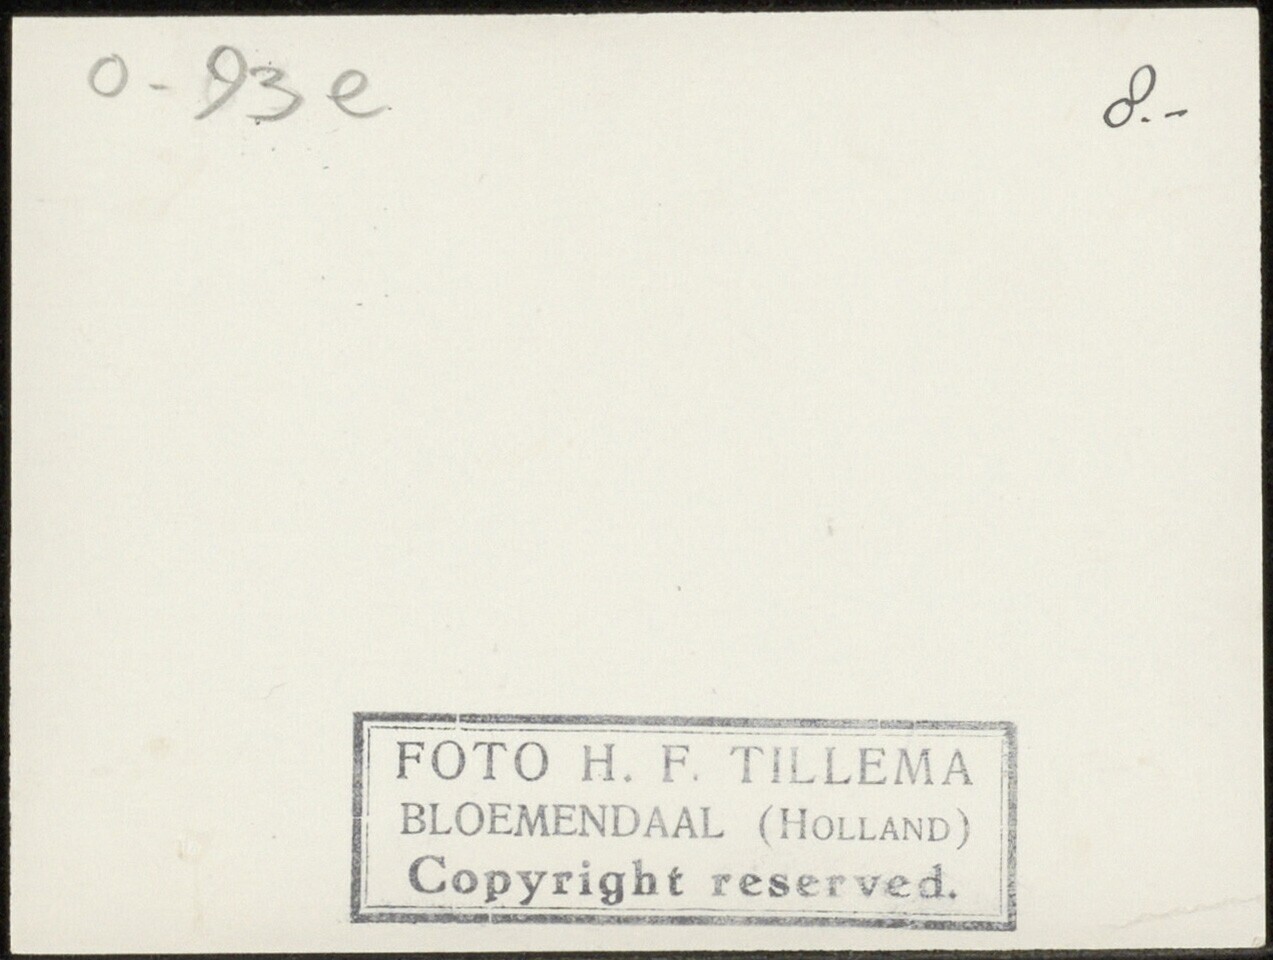 0-93e
8.-
FOTO H. F. TILLEMA
BLOEMENDAAL (HOLLAND)
Copyright reserved.